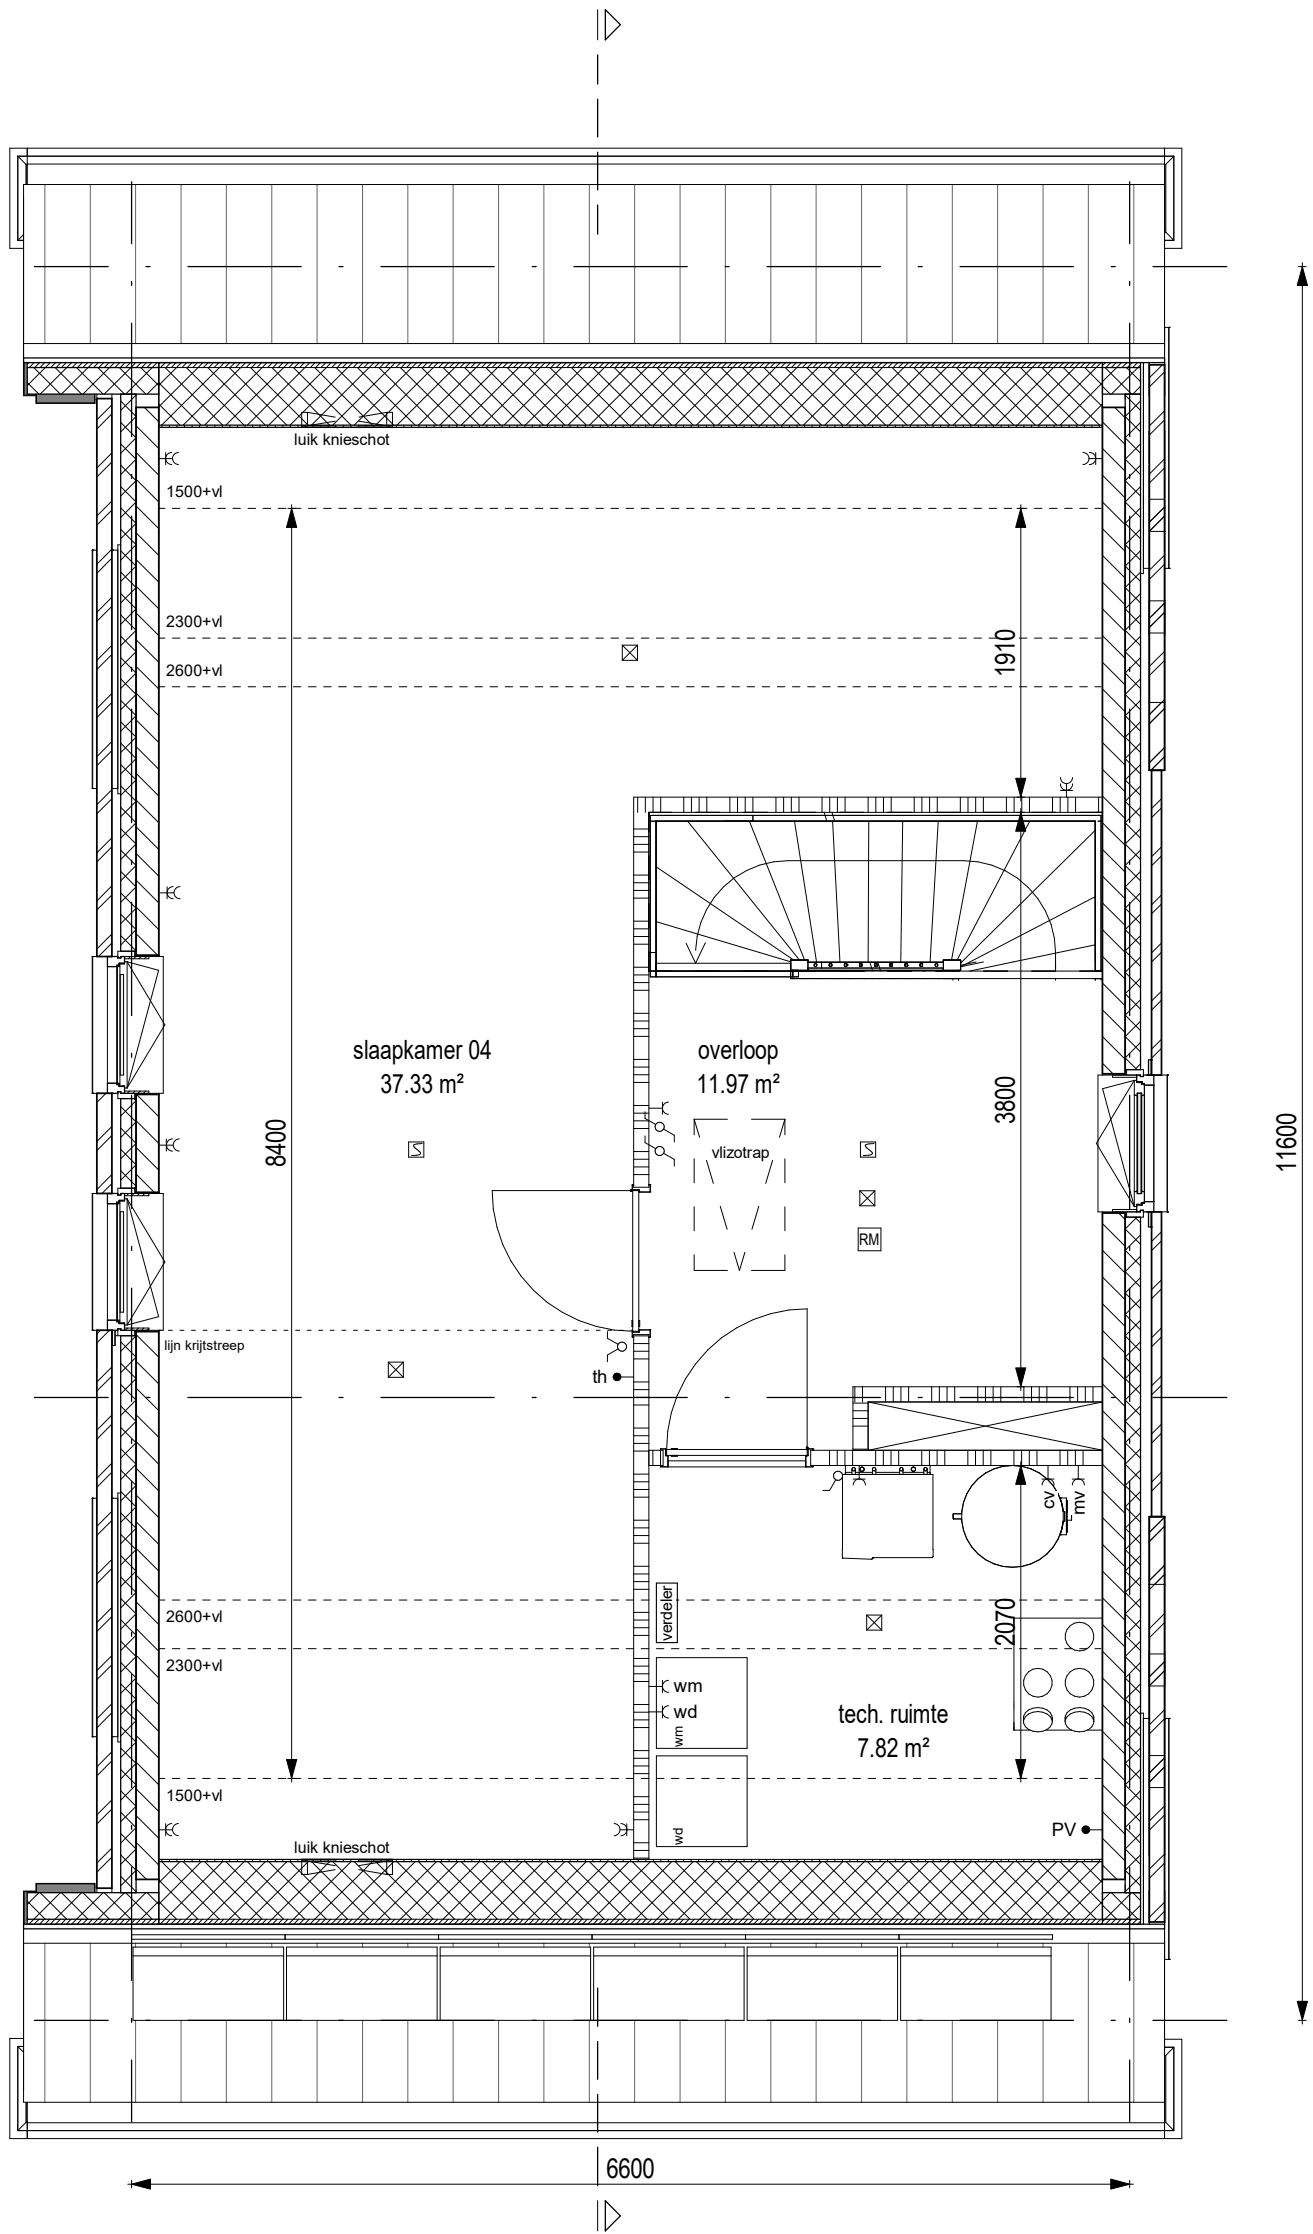 luik knieschot
1500+vl
2300+vl
2600+vl
1910
slaapkamer 04
37.33 m²
overloop
11.97 m²
3800
8400
11600
vlizotrap
RM
lijn krijtstreep
th
cv
mv
verdeler
2600+vl
2300+vl
2070
wm
wd
wm
tech. ruimte
7.82 m²
1500+vl
wd
PV
luik knieschot
6600